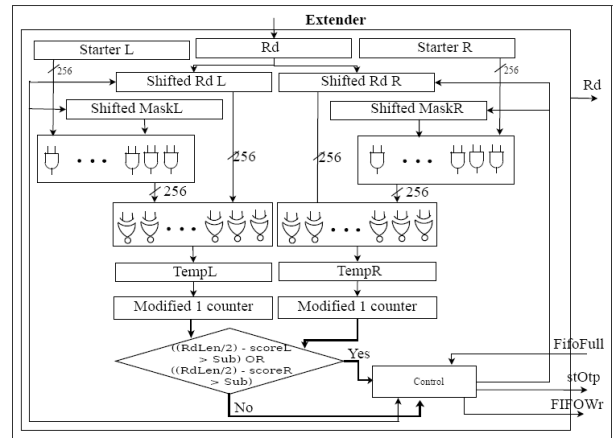 Extender
Starter L
Rd
Starter R
256
256
Shifted Rd L
Shifted Rd R
Rd
Shifted MaskL
Shifted MaskR
256
256
256
256
TempL
TempR
Modified 1 counter
Modified 1 counter
((RdLen/2) - scoreL
> Sub) OR
((RdLen/2) - scoreR
> Sub)
Yes
No
Control
FifoFull
stOtp
FIFOWr